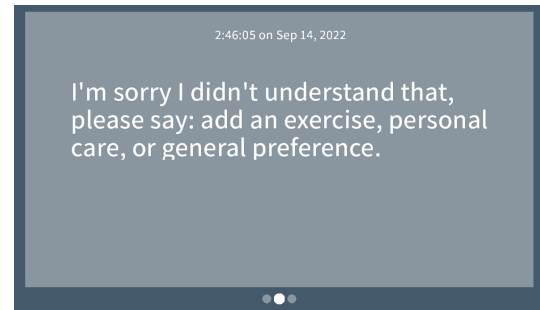 2:46:05 on Sep 14, 2022
I'm sorry I didn't understand that,
please say: add an exercise, personal
care, or general preference.